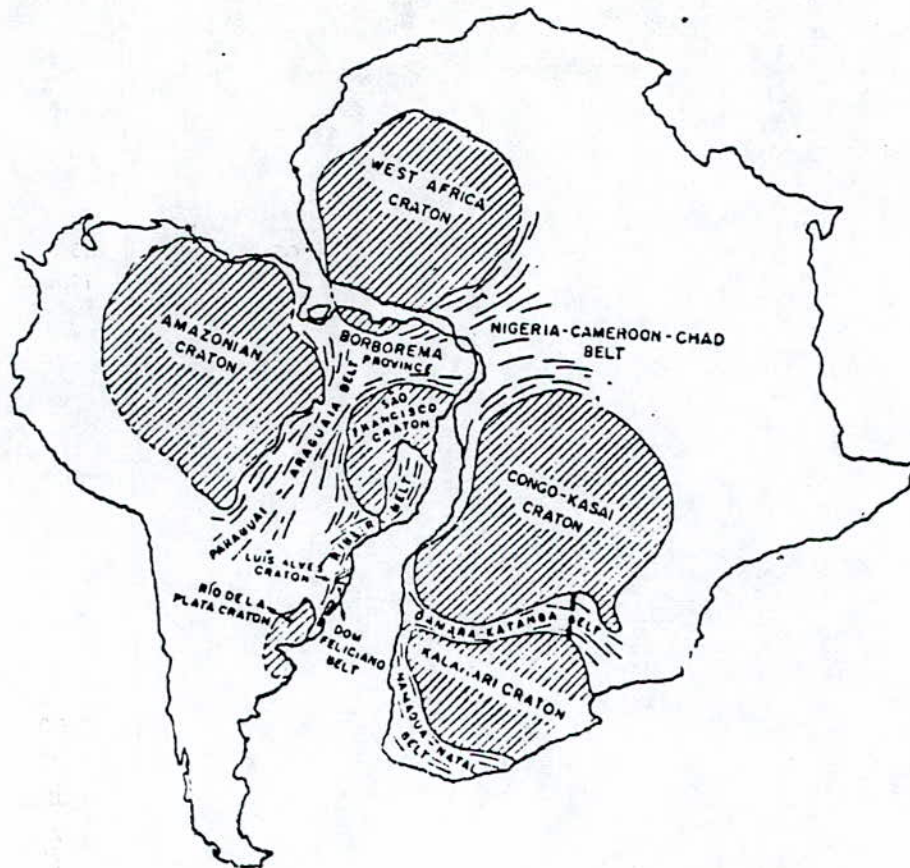 WEST AFRICA
CRATON
AMAZONIAN
CRATON
NIGERIA-CAMEROON-CHAD
BELT
BORBOREMA
PROVINCE
SÃO
FRANCISCO
CRATON
PARAGUAI - ARAGUAIA BELT
CONGO-KASAI
CRATON
BELT
LUIS ALVES
CRATON
RÍO DE LA
PLATA CRATON
DOM
FELICIANO
BELT
DAMARA-KATANGA BELT
KALAHARI CRATON
NAMAQUA-NATAL
BELT